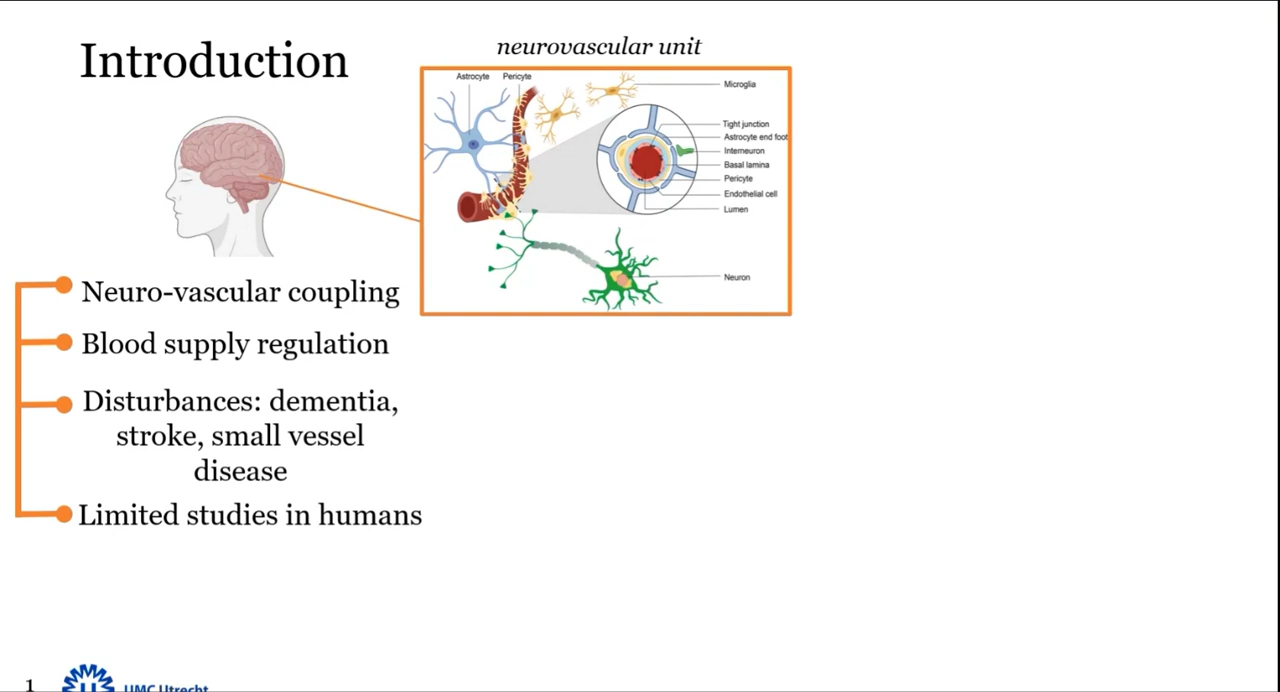 Introduction
neurovascular unit
Astrocyte
Pericyte
Microglia
Tight junction
Astrocyte end foot
Interneuron
Basal lamina
Pericyte
Endothelial cell
Lumen
Neuron
Neuro-vascular coupling
Blood supply regulation
Disturbances: dementia,
stroke, small vessel
disease
Limited studies in humans
1
UMC Utrecht